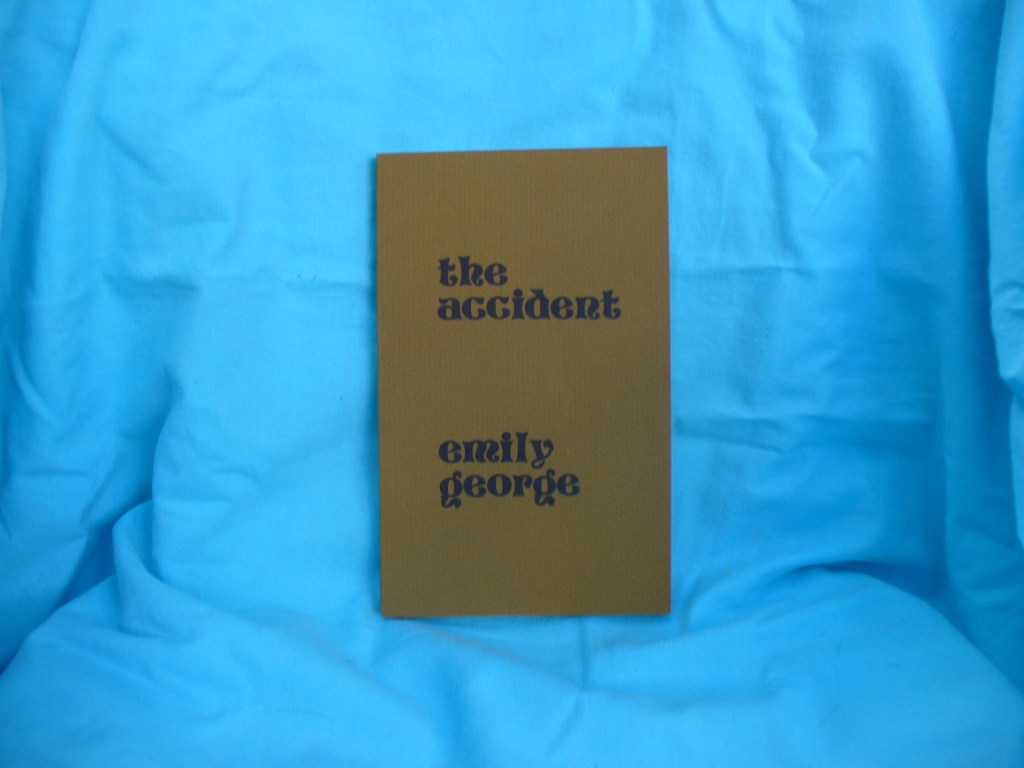 the
accident
emily
george